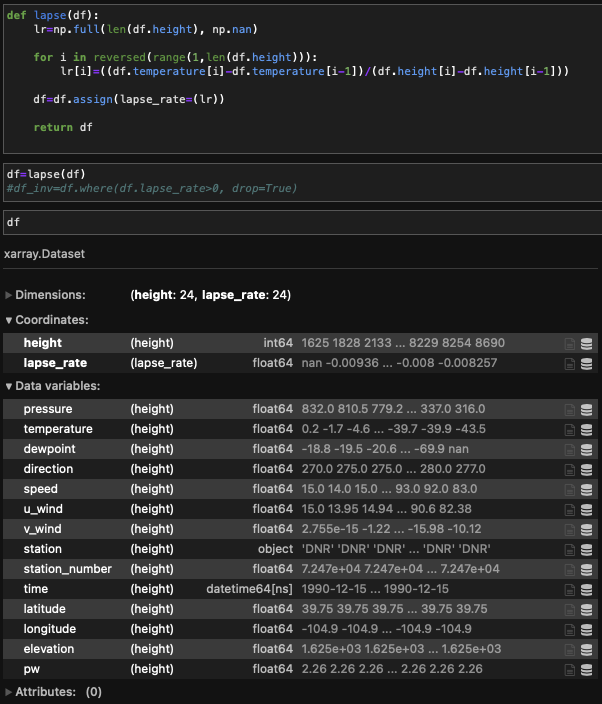 def lapse(df):
    lr=np.full(len(df.height), np.nan)
    for i in reversed(range(1,len(df.height))):
        lr[i]=((df.temperature[i]-df.temperature[i-1])/(df.height[i]-df.height[i-1]))
    df=df.assign(lapse_rate=(lr))
    return df
df=lapse(df)
#df_inv=df.where(df.lapse_rate>0, drop=True)
df
xarray.Dataset
Dimensions: (height: 24, lapse_rate: 24)
Coordinates:
height (height) int64 1625 1828 2133 ... 8229 8254 8690
lapse_rate (lapse_rate) float64 nan -0.00936 ... -0.008 -0.008257
Data variables:
pressure (height) float64 832.0 810.5 779.2 ... 337.0 316.0
temperature (height) float64 0.2 -1.7 -4.6 ... -39.7 -39.9 -43.5
dewpoint (height) float64 -18.8 -19.5 -20.6 ... -69.9 nan
direction (height) float64 270.0 275.0 275.0 ... 280.0 277.0
speed (height) float64 15.0 14.0 15.0 ... 93.0 92.0 83.0
u_wind (height) float64 15.0 13.95 14.94 ... 90.6 82.38
v_wind (height) float64 2.755e-15 -1.22 ... -15.98 -10.12
station (height) object 'DNR' 'DNR' 'DNR' ... 'DNR' 'DNR'
station_number (height) float64 7.247e+04 7.247e+04 ... 7.247e+04
time (height) datetime64[ns] 1990-12-15 ... 1990-12-15
latitude (height) float64 39.75 39.75 39.75 ... 39.75 39.75
longitude (height) float64 -104.9 -104.9 ... -104.9 -104.9
elevation (height) float64 1.625e+03 1.625e+03 ... 1.625e+03
pw (height) float64 2.26 2.26 2.26 ... 2.26 2.26 2.26
Attributes: (0)